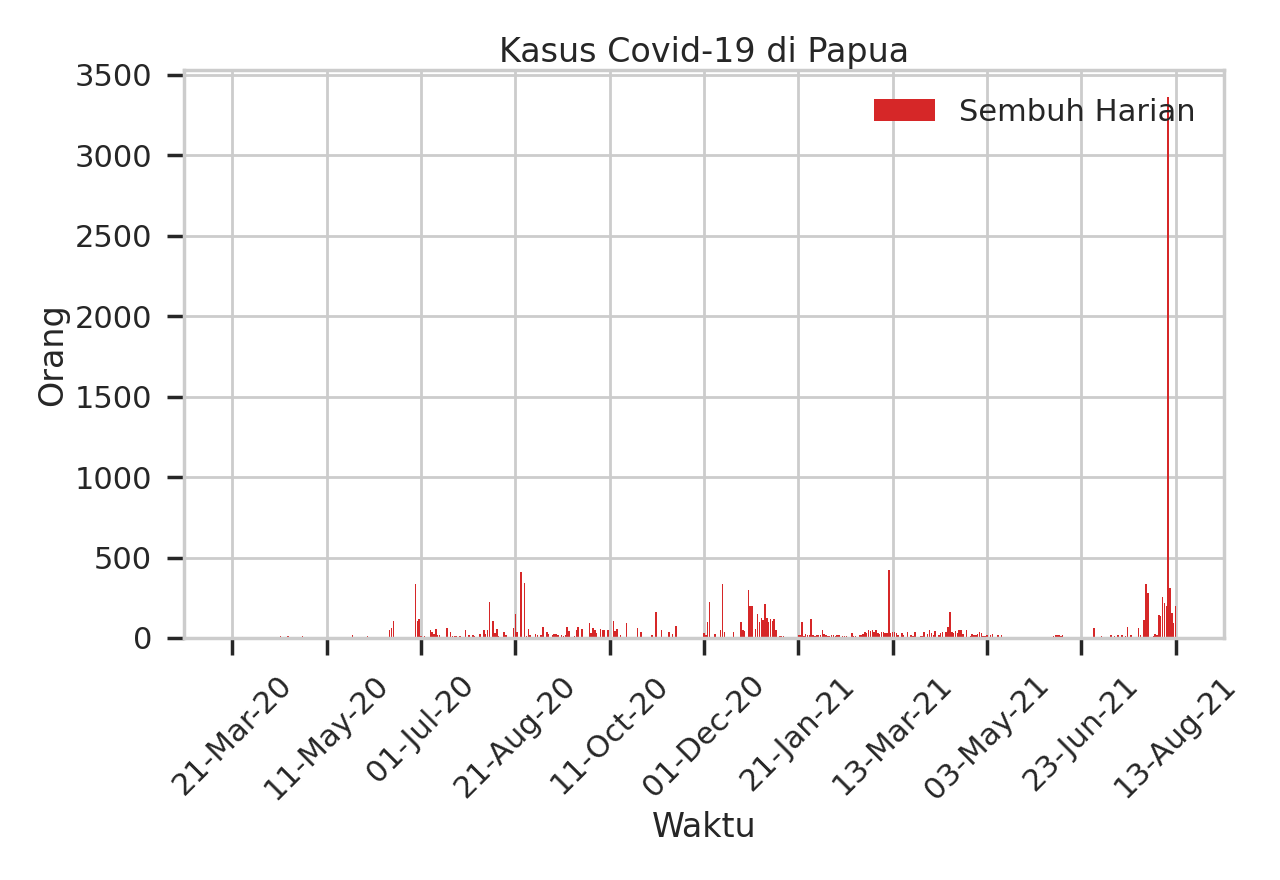 Kasus Covid-19 di Papua
Sembuh Harian
3500
3000
2500
2000
1500
1000
500
0
Orang
21-Mar-20
11-May-20
01-Jul-20
21-Aug-20
11-Oct-20
01-Dec-20
21-Jan-21
13-Mar-21
03-May-21
23-Jun-21
13-Aug-21
Waktu